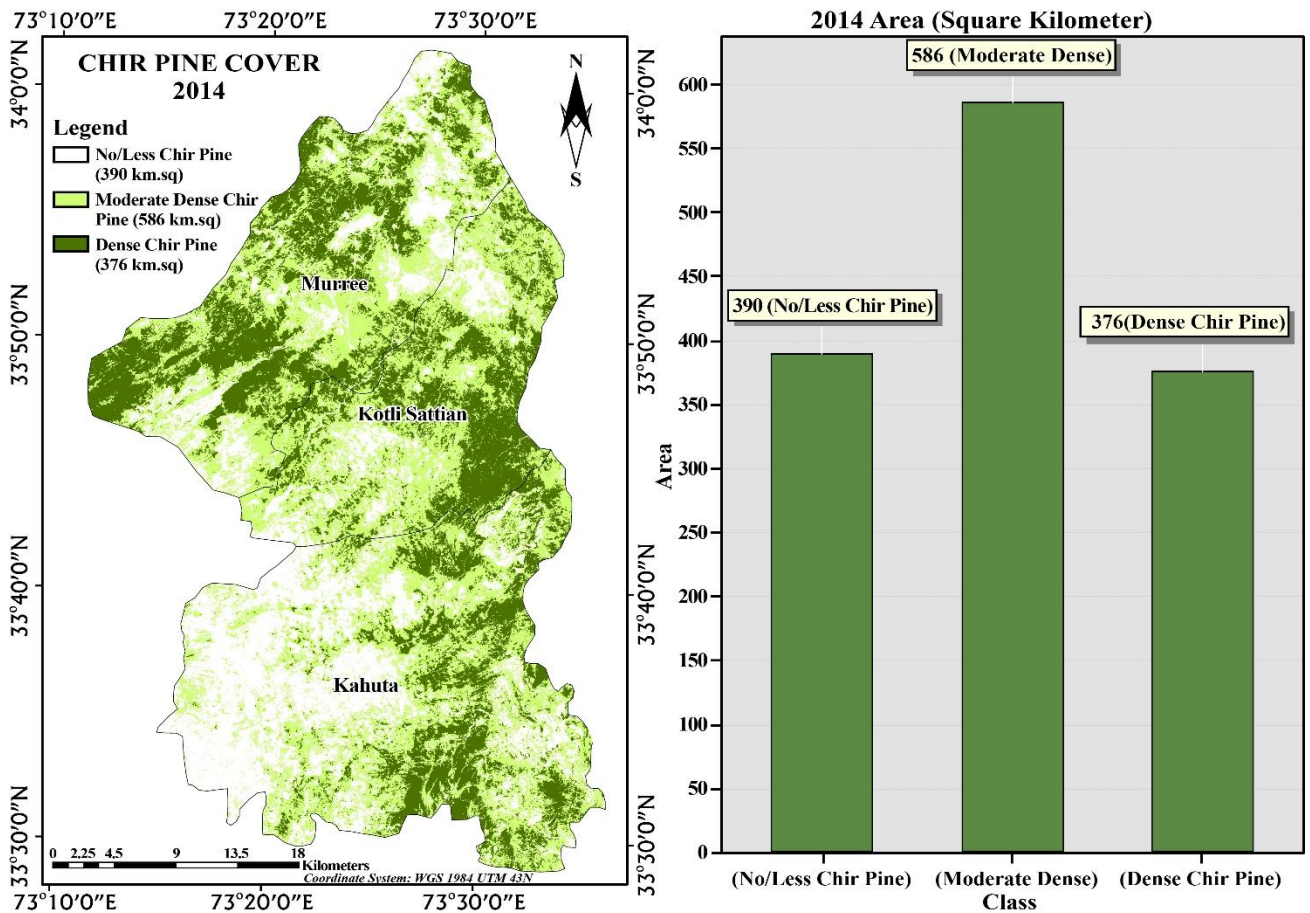 73°10'0"E 73°20'0"E 73°30'0"E
CHIR PINE COVER
2014
Legend
No/Less Chir Pine
(390 km.sq)
Moderate Dense Chir
Pine (586 km.sq)
Dense Chir Pine
(376 km.sq)
N
S
Murree
Kotli Sattian
Kahuta
34°0'0"N
33°50'0"N
33°40'0"N
33°30'0"N
34°0'0"N
33°50'0"N
33°40'0"N
33°30'0"N
0 2.25 4.5 9 13.5 18
Kilometers
Coordinate System: WGS 1984 UTM 43N
73°10'0"E 73°20'0"E 73°30'0"E
2014 Area (Square Kilometer)
586 (Moderate Dense)
390 (No/Less Chir Pine)
376(Dense Chir Pine)
Area
600
550
500
450
400
350
300
250
200
150
100
50
0
(No/Less Chir Pine) (Moderate Dense) (Dense Chir Pine)
Class